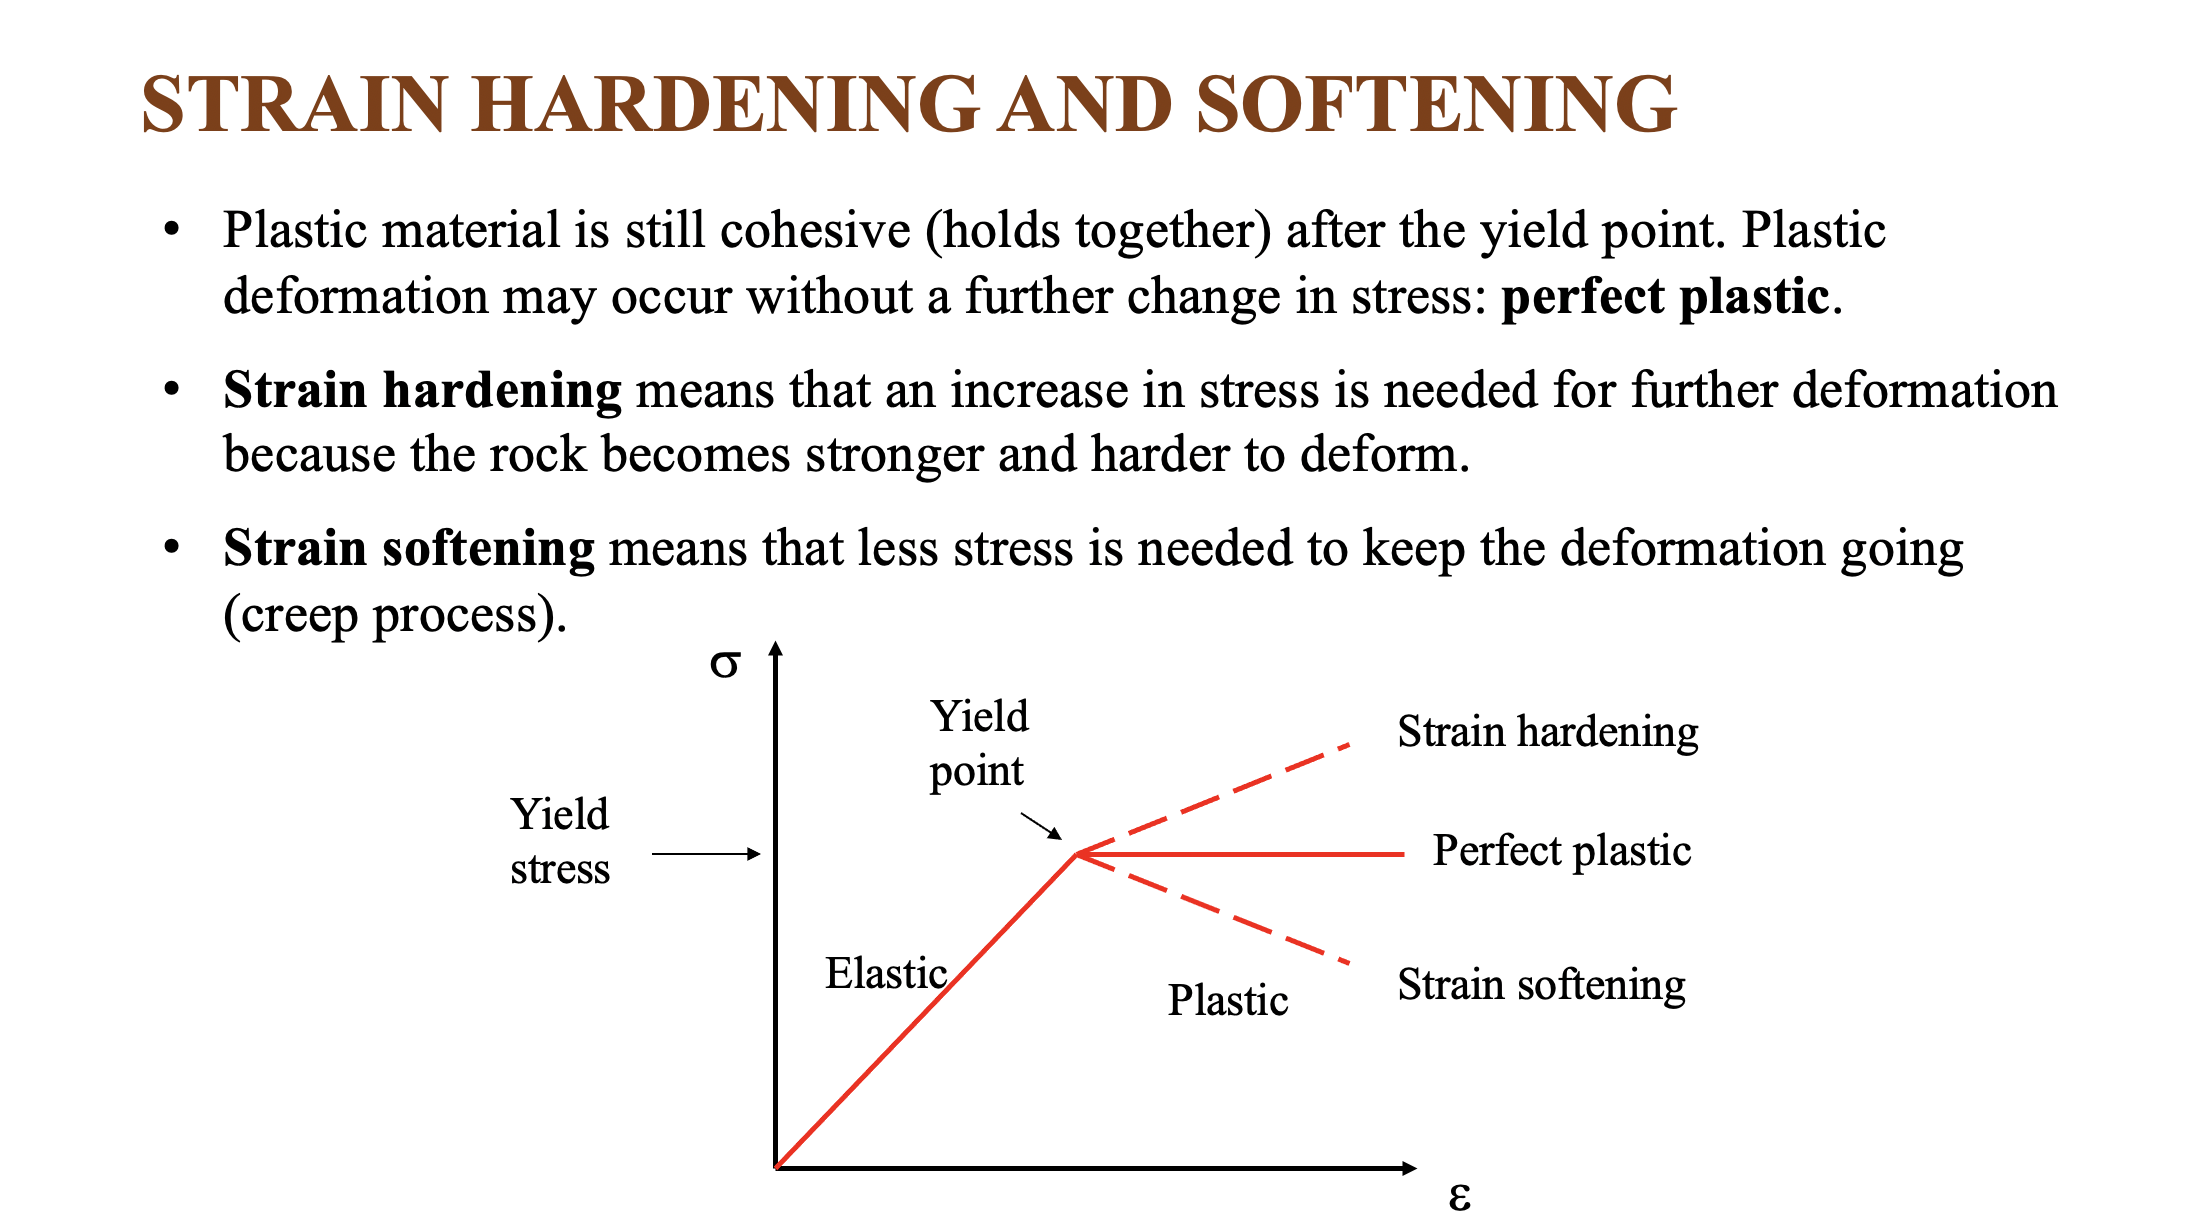 STRAIN HARDENING AND SOFTENING
• Plastic material is still cohesive (holds together) after the yield point. Plastic
deformation may occur without a further change in stress: perfect plastic.
• Strain hardening means that an increase in stress is needed for further deformation
because the rock becomes stronger and harder to deform.
• Strain softening means that less stress is needed to keep the deformation going
(creep process).
σ
Yield
point
Strain hardening
Yield
stress
Perfect plastic
Elastic
Plastic
Strain softening
ε